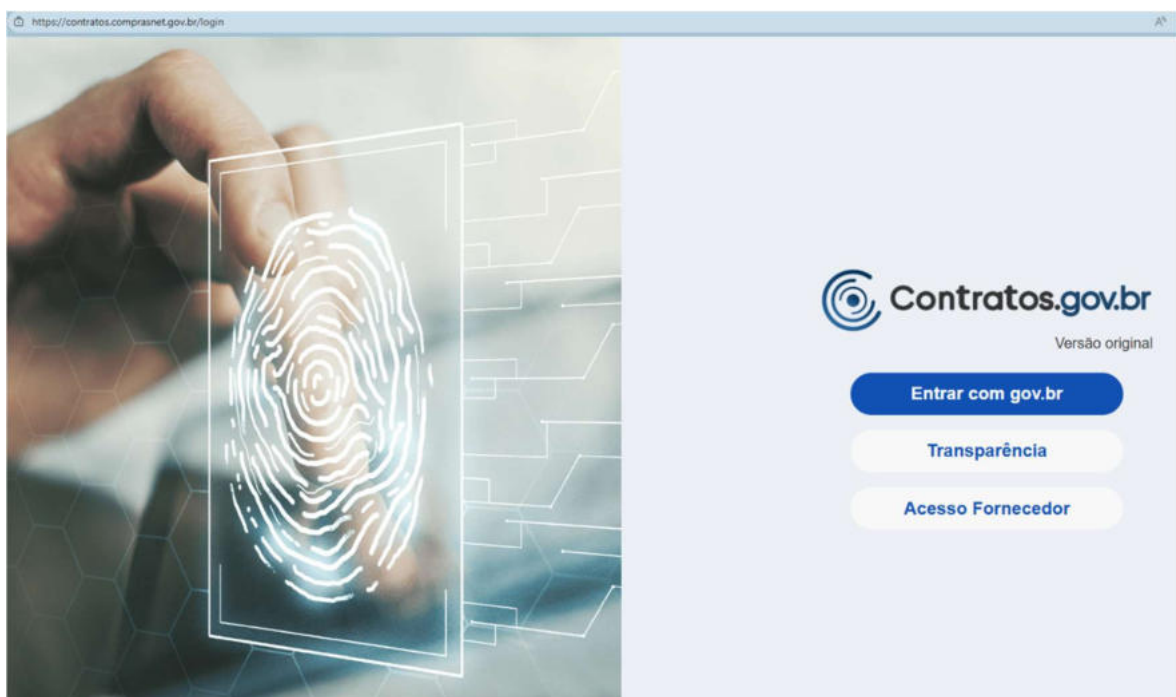 https://contratos.comprasnet.gov.br/login
A
Contratos.gov.br
Versão original
Entrar com gov.br
Transparência
Acesso Fornecedor